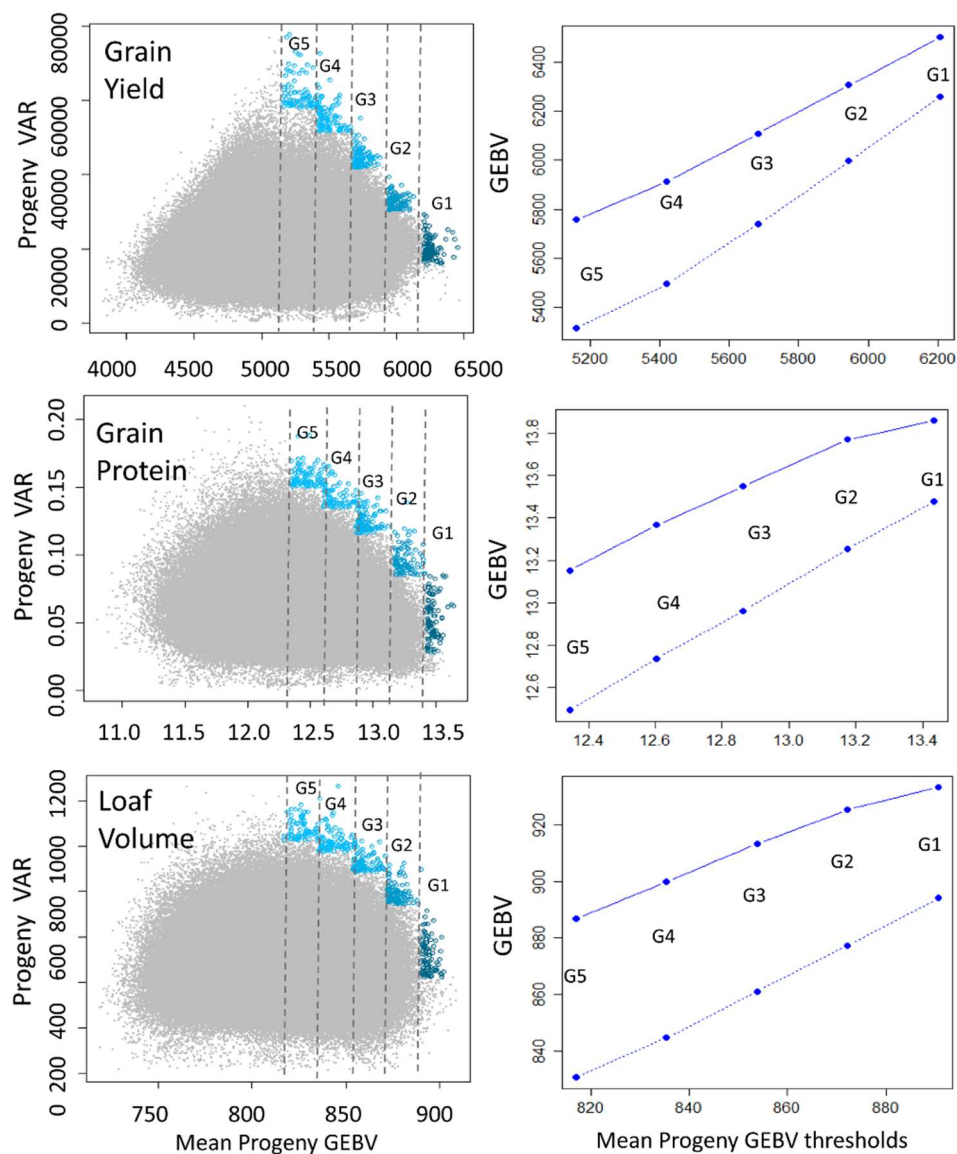 Grain
Yield
G5
G4
G3
G2
G1
Progeny VAR
80000
60000
40000
20000
0
4000 4500 5000 5500 6000 6500
GEBV
6400
6200
6000
5800
5600
5400
G1
G2
G3
G4
G5
5200 5400 5600 5800 6000 6200
Grain
Protein
G5
G4
G3
G2
G1
Progeny VAR
0.20
0.15
0.10
0.05
0.00
11.0 11.5 12.0 12.5 13.0 13.5
GEBV
13.8
13.6
13.4
13.2
13.0
12.8
12.6
G1
G2
G3
G4
G5
12.4 12.6 12.8 13.0 13.2 13.4
Loaf
Volume
G5
G4
G3
G2
G1
Progeny VAR
1200
1000
800
600
400
200
0
750 800 850 900
Mean Progeny GEBV
GEBV
920
900
880
860
840
G1
G2
G3
G4
G5
820 840 860 880
Mean Progeny GEBV thresholds